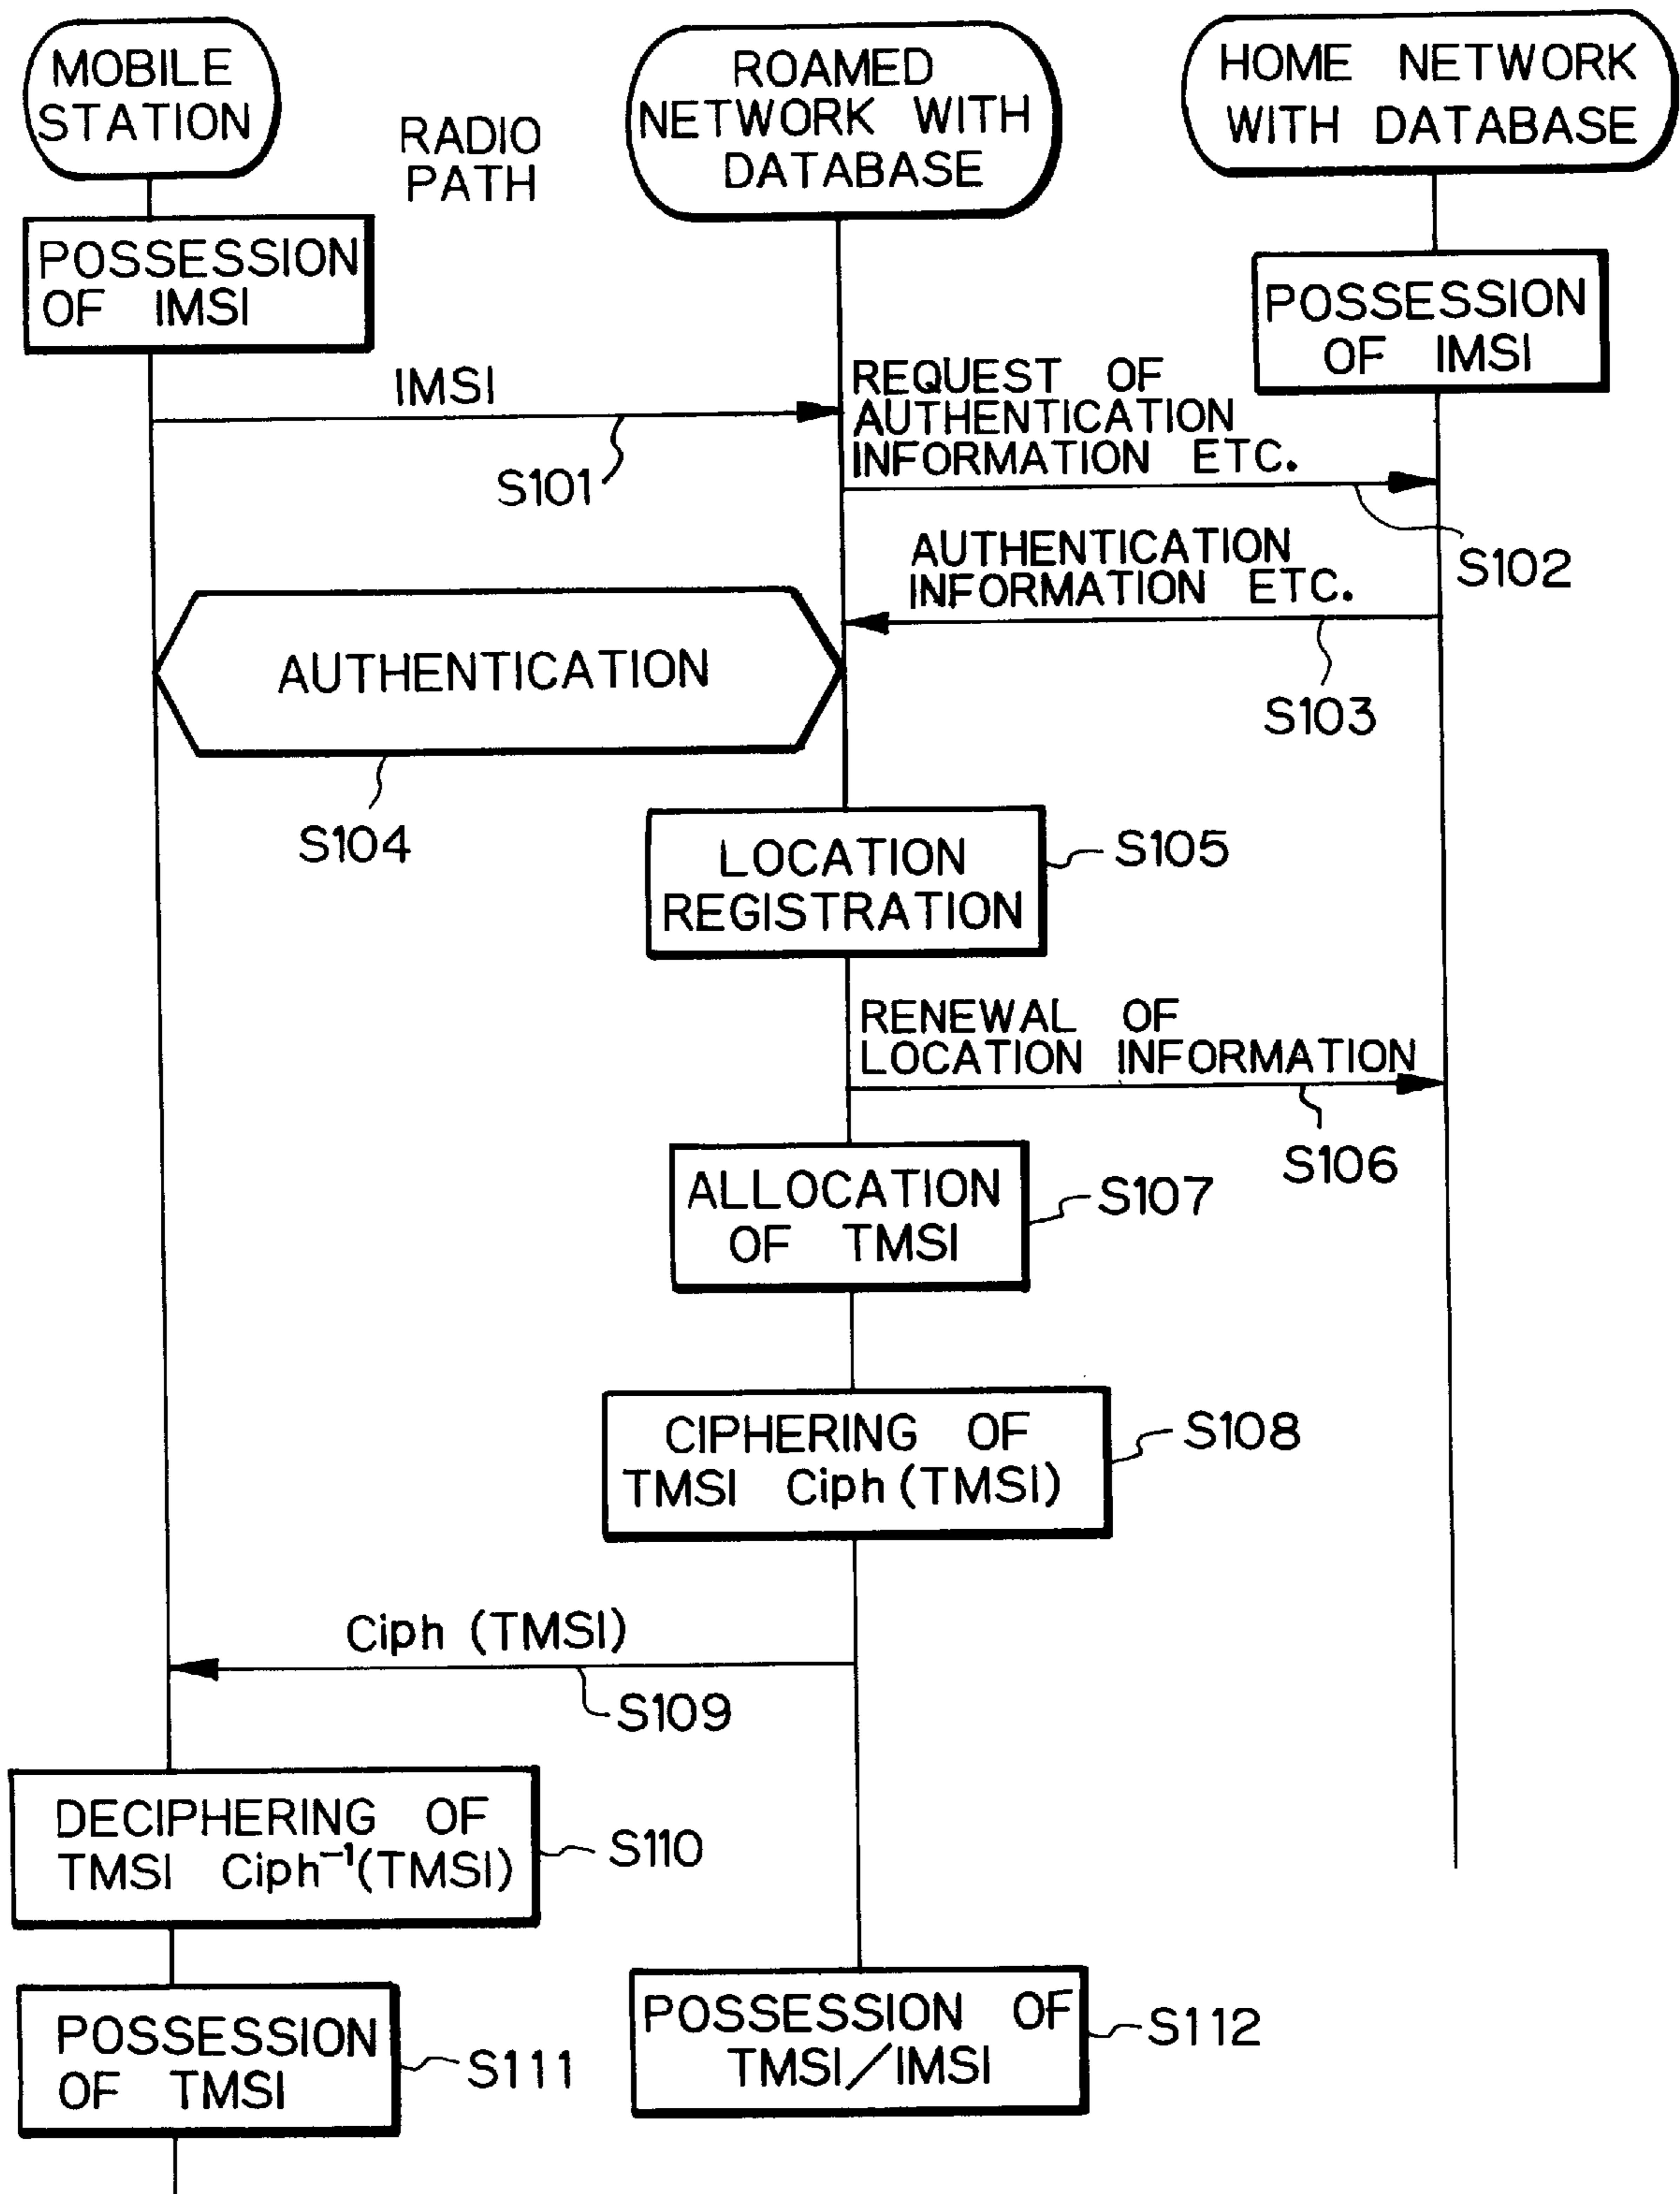 MOBILE
STATION
RADIO
PATH
ROAMED
NETWORK WITH
DATABASE
HOME NETWORK
WITH DATABASE
POSSESSION
OF IMSI
POSSESSION
OF IMSI
IMSI
S101
REQUEST OF
AUTHENTICATION
INFORMATION ETC.
S102
AUTHENTICATION
INFORMATION ETC.
S103
AUTHENTICATION
S104
LOCATION
REGISTRATION
S105
RENEWAL OF
LOCATION INFORMATION
S106
ALLOCATION
OF TMSI
S107
CIPHERING OF
TMSI Ciph (TMSI)
S108
Ciph (TMSI)
S109
DECIPHERING OF
TMSI Ciph⁻¹(TMSI)
S110
POSSESSION
OF TMSI
S111
POSSESSION OF
TMSI/IMSI
S112